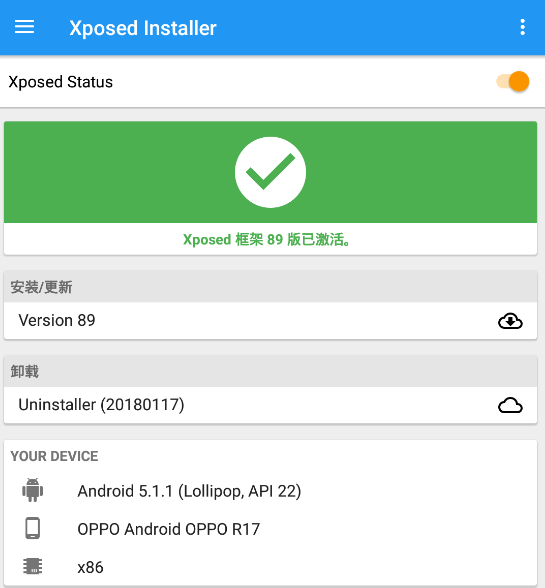 Xposed Installer
Xposed Status
Xposed 框架 89 版已激活。
安装/更新
Version 89
卸载
Uninstaller (20180117)
YOUR DEVICE
Android 5.1.1 (Lollipop, API 22)
OPPO Android OPPO R17
x86